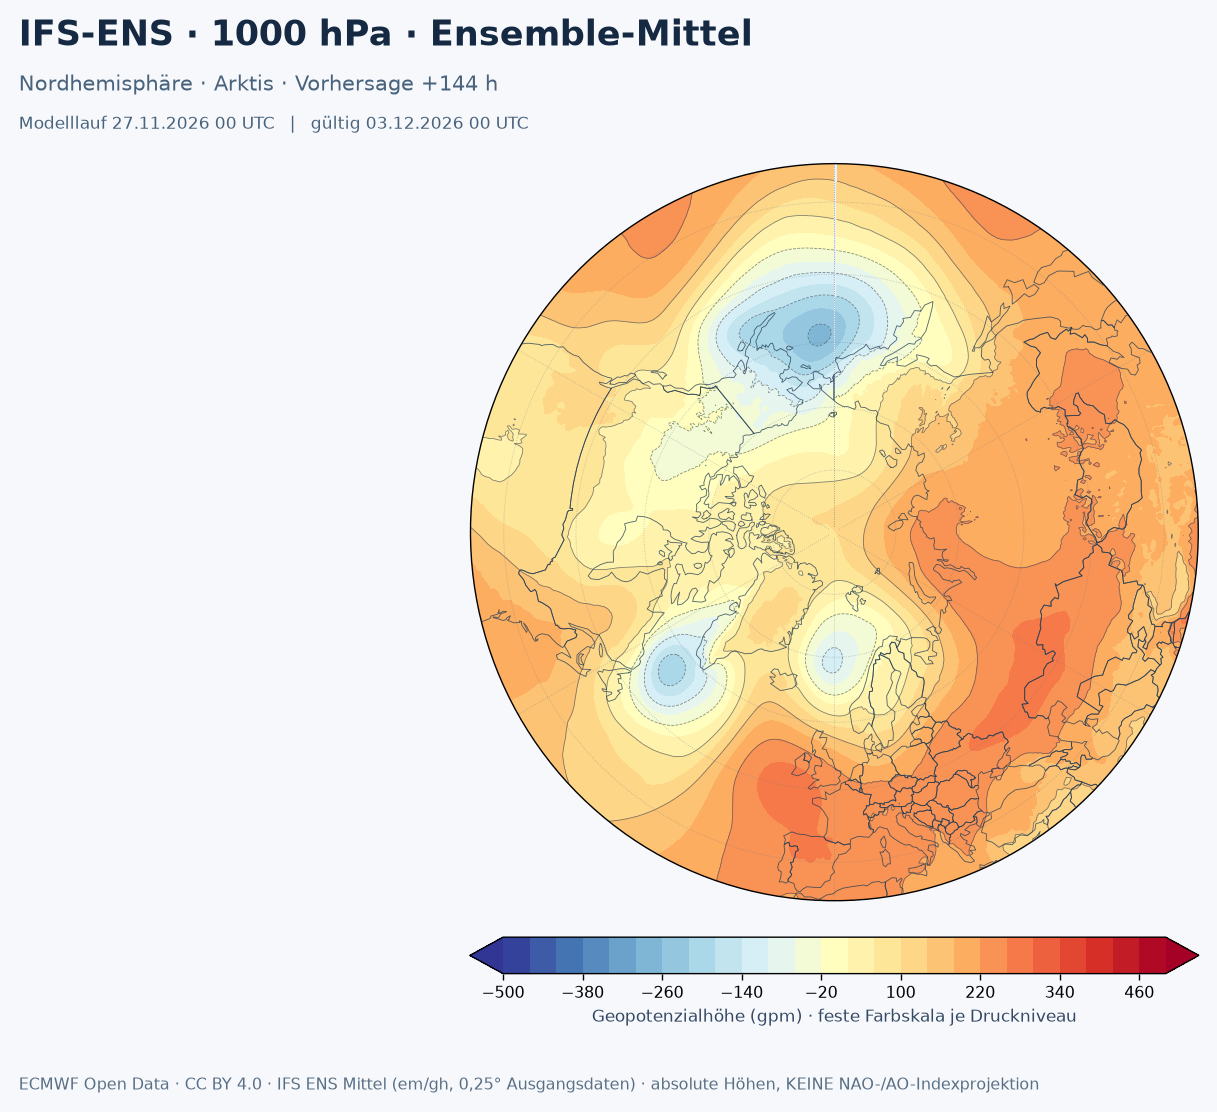 IFS-ENS · 1000 hPa · Ensemble-Mittel
Nordhemisphäre · Arktis · Vorhersage +144 h
Modelllauf 27.11.2026 00 UTC | gültig 03.12.2026 00 UTC
−500 −380 −260 −140 −20 100 220 340 460
Geopotenzialhöhe (gpm) · feste Farbskala je Druckniveau
ECMWF Open Data · CC BY 4.0 · IFS ENS Mittel (em/gh, 0,25° Ausgangsdaten) · absolute Höhen, KEINE NAO-/AO-Indexprojektion